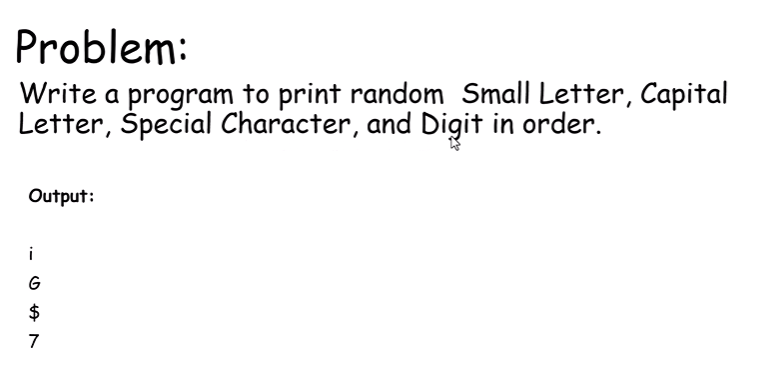 Problem:
Write a program to print random Small Letter, Capital
Letter, Special Character, and Digit in order.
Output:
i
G
$
7